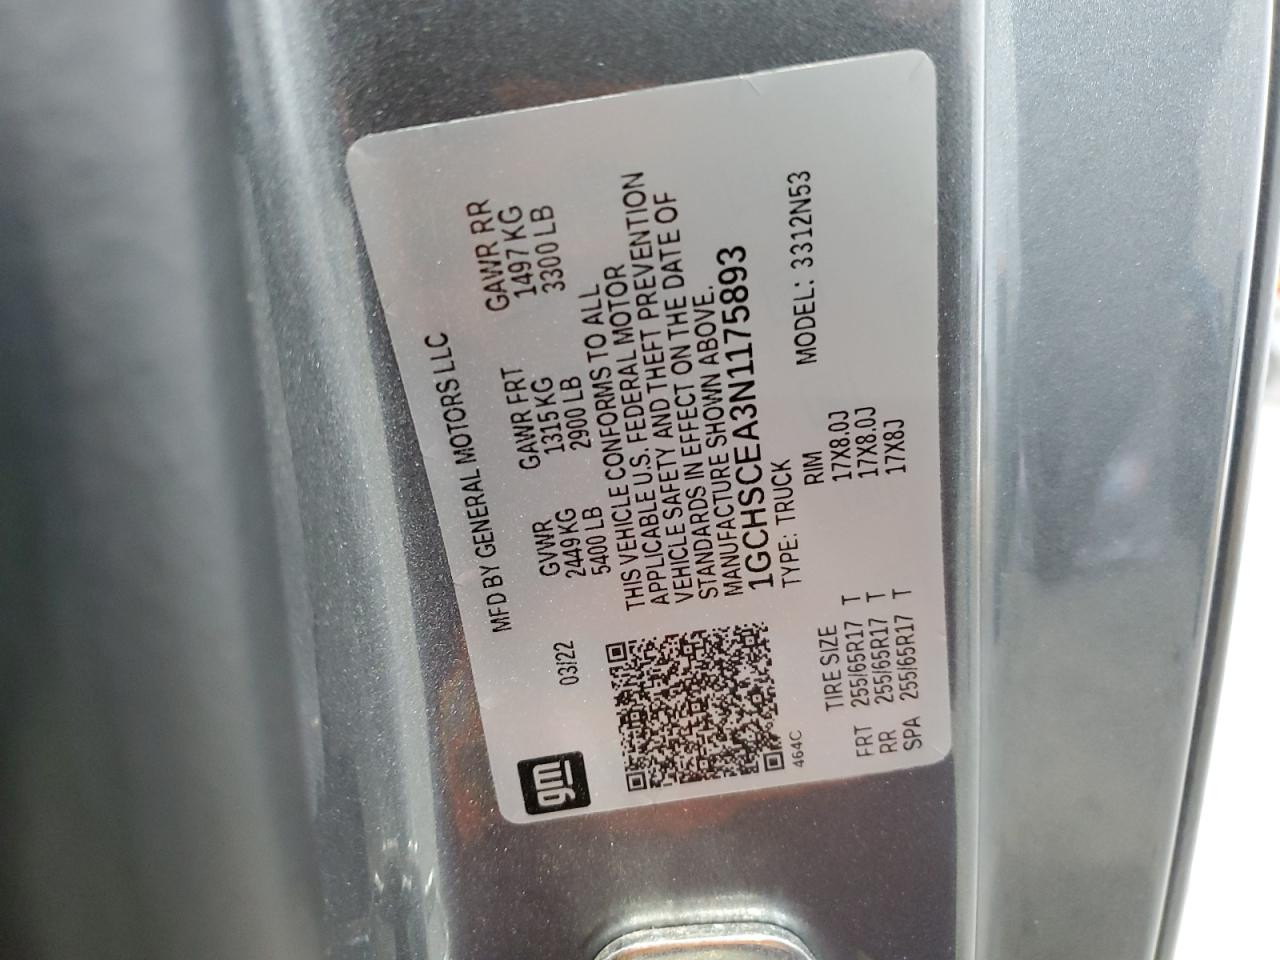 MFD BY GENERAL MOTORS LLC
03/22 GVWR GAWR FRT GAWR RR
2449 KG 1315 KG 1497 KG
5400 LB 2900 LB 3300 LB
THIS VEHICLE CONFORMS TO ALL
APPLICABLE U.S. FEDERAL MOTOR
VEHICLE SAFETY AND THEFT PREVENTION
STANDARDS IN EFFECT ON THE DATE OF
MANUFACTURE SHOWN ABOVE.
1GCHSCEA3N1175893
TYPE: TRUCK MODEL: 3312N53
gm
464C
TIRE SIZE RIM
FRT 255/65R17 T 17X8.0J
RR 255/65R17 T 17X8.0J
SPA 255/65R17 T 17X8J